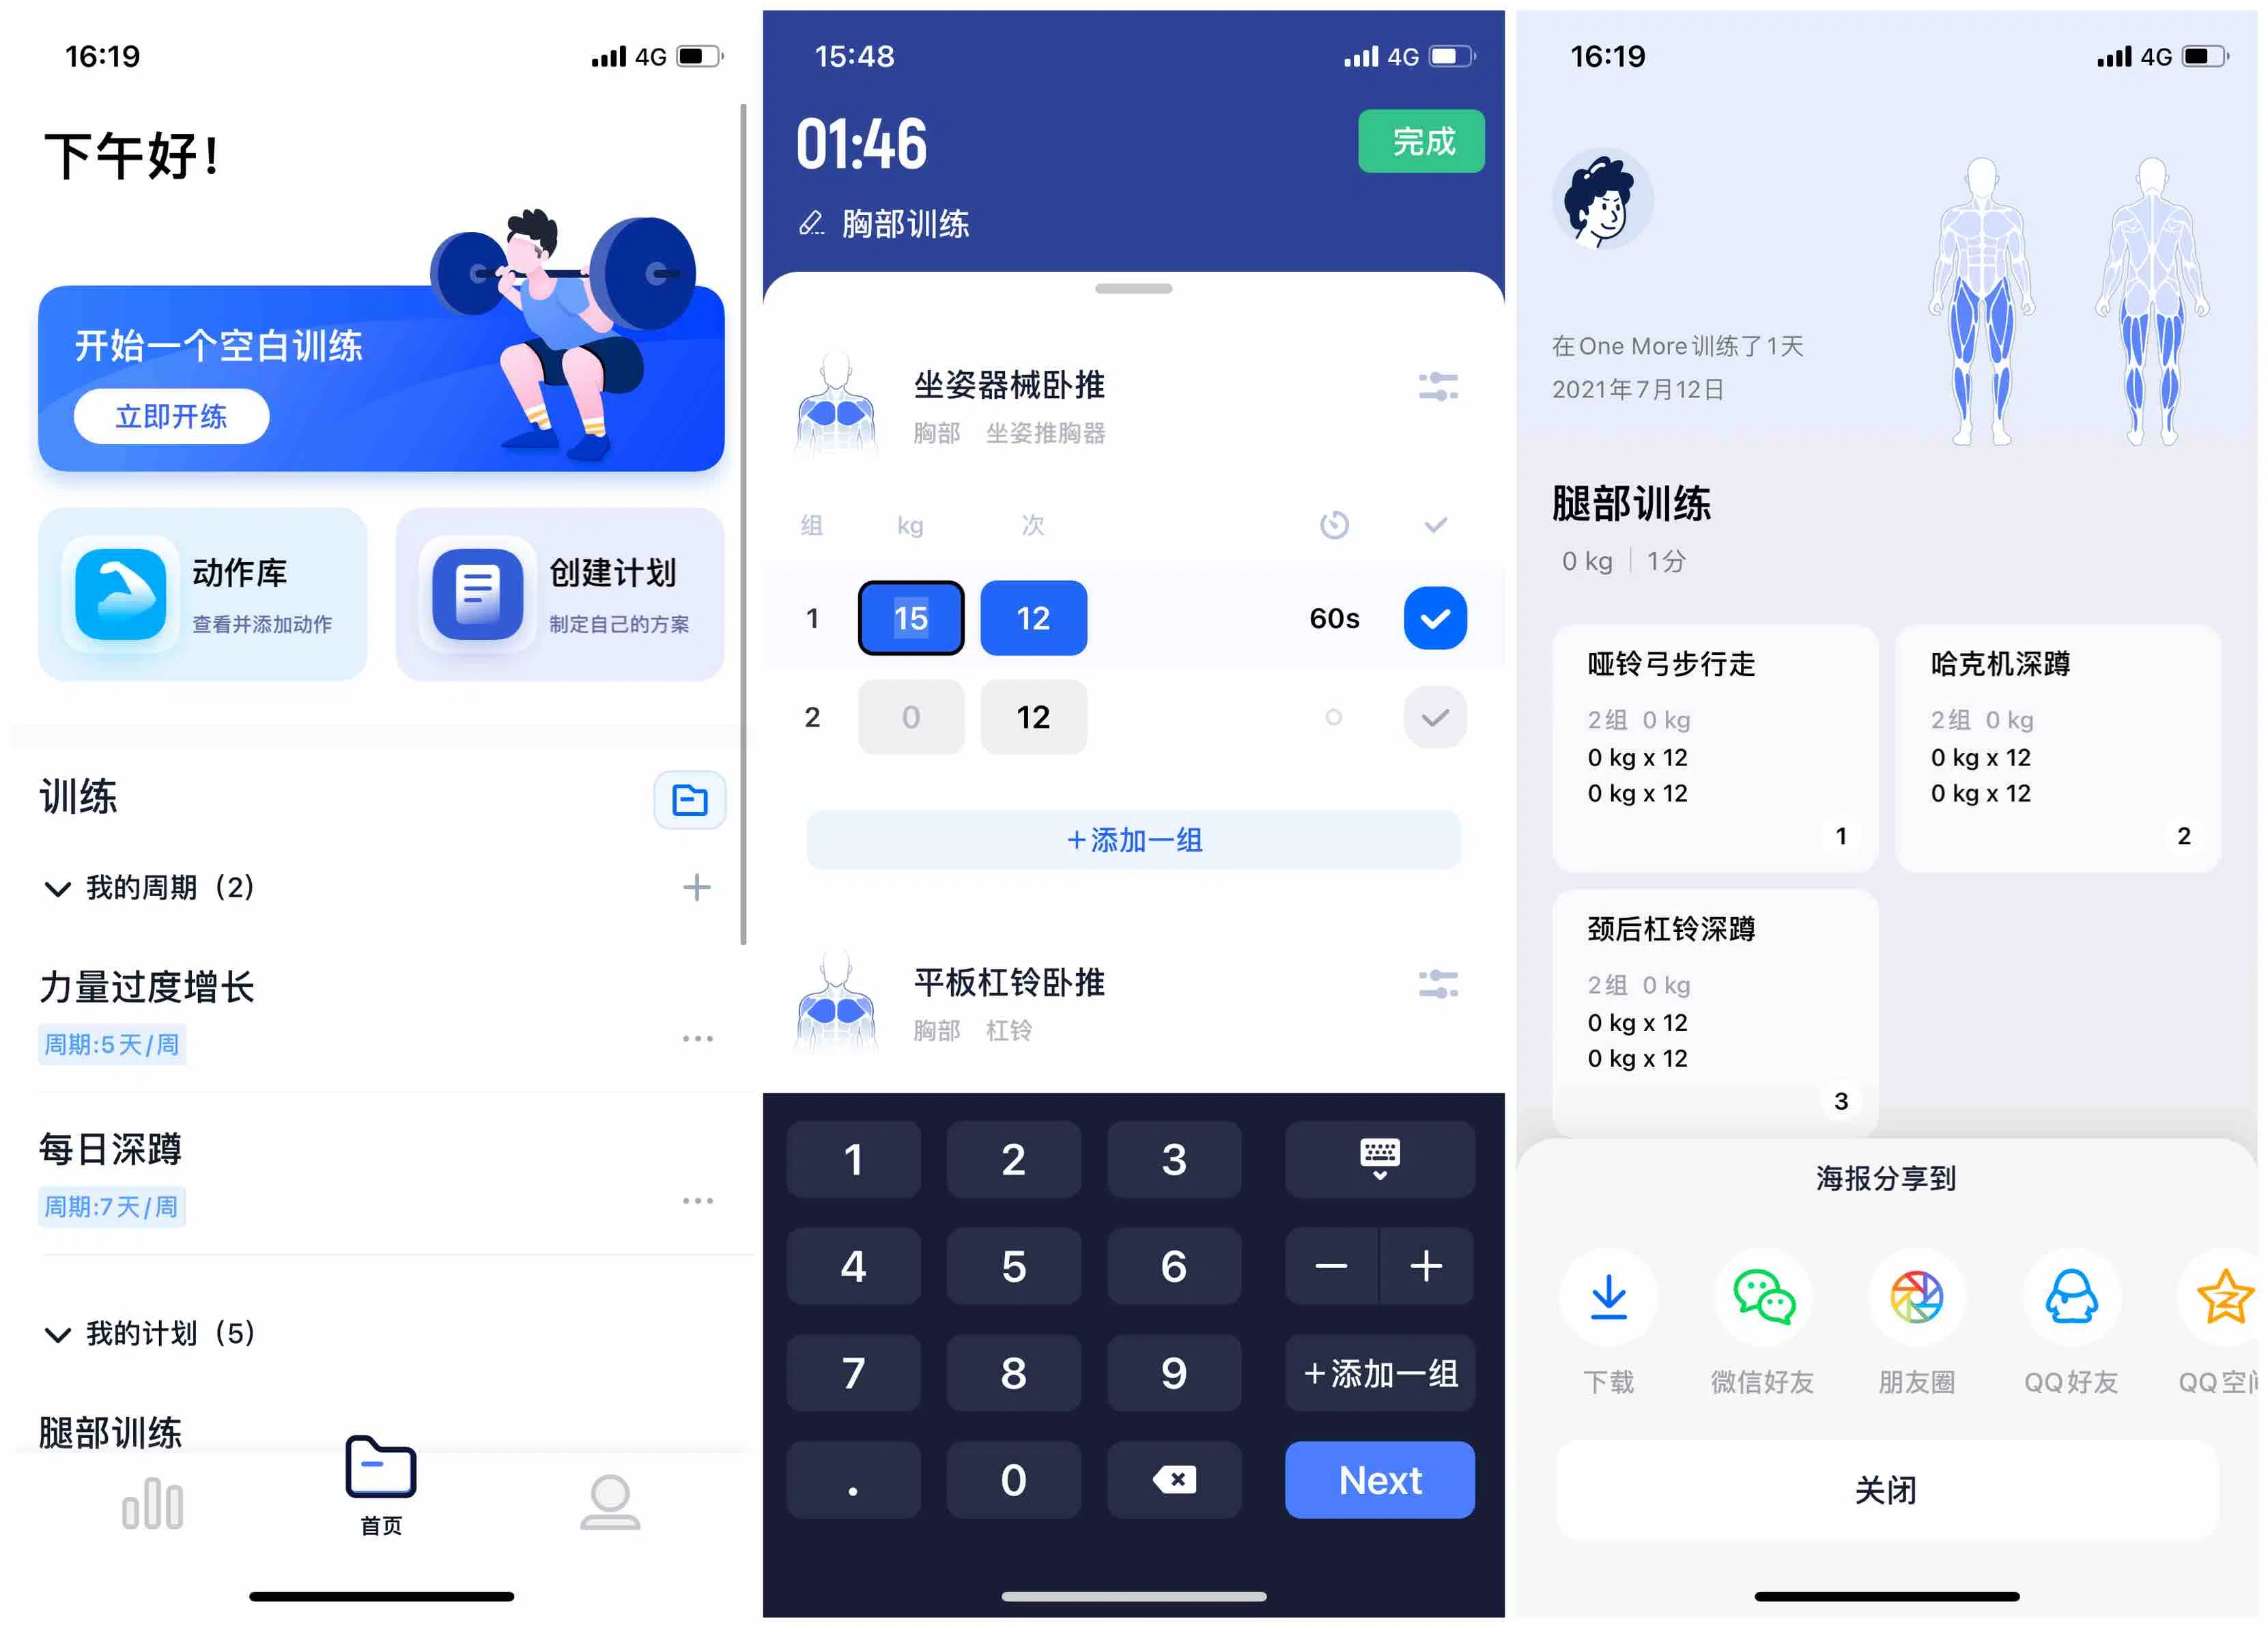 16:19
4G
下午好！
开始一个空白训练
立即开练
动作库
查看并添加动作
创建计划
制定自己的方案
训练
我的周期（2）
力量过度增长
周期:5天/周
每日深蹲
周期:7天/周
我的计划（5）
腿部训练
首页
15:48
4G
01:46
完成
胸部训练
坐姿器械卧推
胸部 坐姿推胸器
组 kg 次
1 15 12 60s
2 0 12
+添加一组
平板杠铃卧推
胸部 杠铃
1 2 3
4 5 6 — +
7 8 9 +添加一组
. 0 Next
16:19
4G
在One More训练了1天
2021年7月12日
腿部训练
0 kg 1分
哑铃弓步行走
2组 0 kg
0 kg x 12
0 kg x 12
1
哈克机深蹲
2组 0 kg
0 kg x 12
0 kg x 12
2
颈后杠铃深蹲
2组 0 kg
0 kg x 12
0 kg x 12
3
海报分享到
下载 微信好友 朋友圈 QQ好友 QQ空
关闭